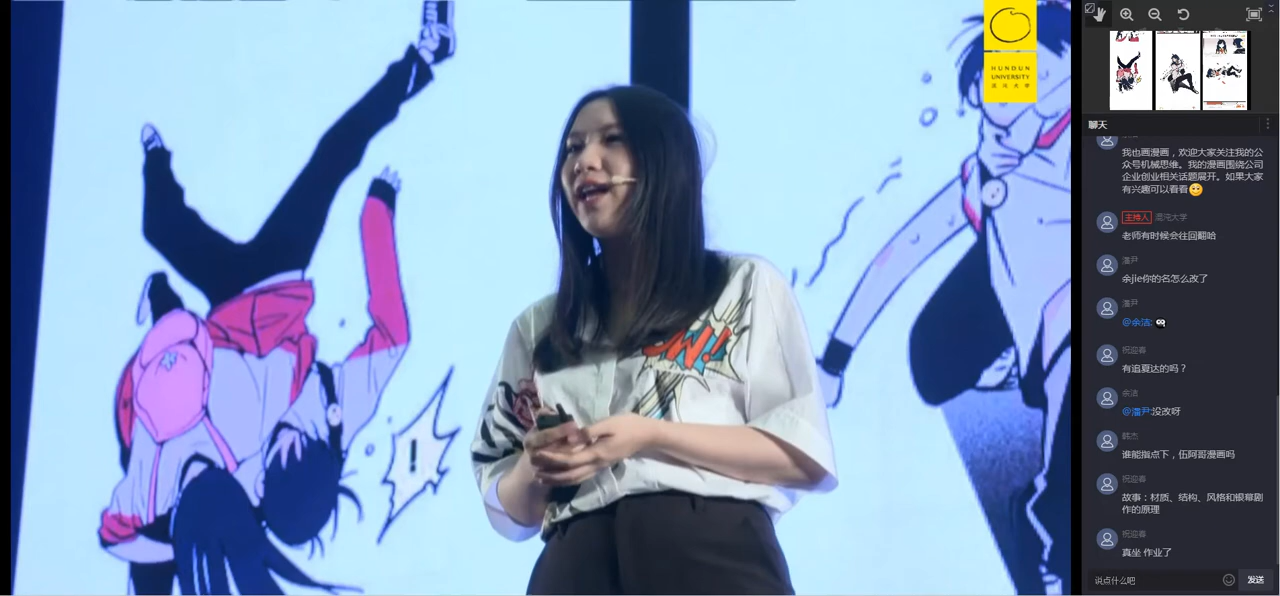 HUNDUN
UNIVERSITY
混沌大学
OW!!
!
聊天
我也画漫画，欢迎大家关注我的公
众号机械思维。我的漫画围绕公司
企业创业相关话题展开。如果大家
有兴趣可以看看
主持人 混沌大学
老师有时候会往回翻哈
潘尹
余jie你的名怎么改了
潘尹
@余洁:
祝迎春
有追夏达的吗？
余洁
@潘尹:没改呀
韩杰
谁能指点下，伍阿哥漫画吗
祝迎春
故事：材质、结构、风格和银幕剧
作的原理
祝迎春
真坐 作业了
说点什么吧
发送